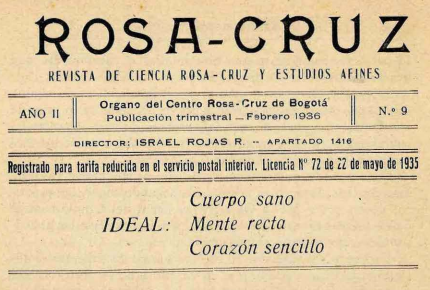 ROSA-CRUZ
REVISTA DE CIENCIA ROSA-CRUZ Y ESTUDIOS AFINES
AÑO II
Organo del Centro Rosa-Cruz de Bogotá
Publicación trimestral — Febrero 1936
N.º 9
DIRECTOR: ISRAEL ROJAS R. -- APARTADO 1416
Registrado para tarifa reducida en el servicio postal interior. Licencia Nº 72 de 22 de mayo de 1935
Cuerpo sano
IDEAL: Mente recta
Corazón sencillo